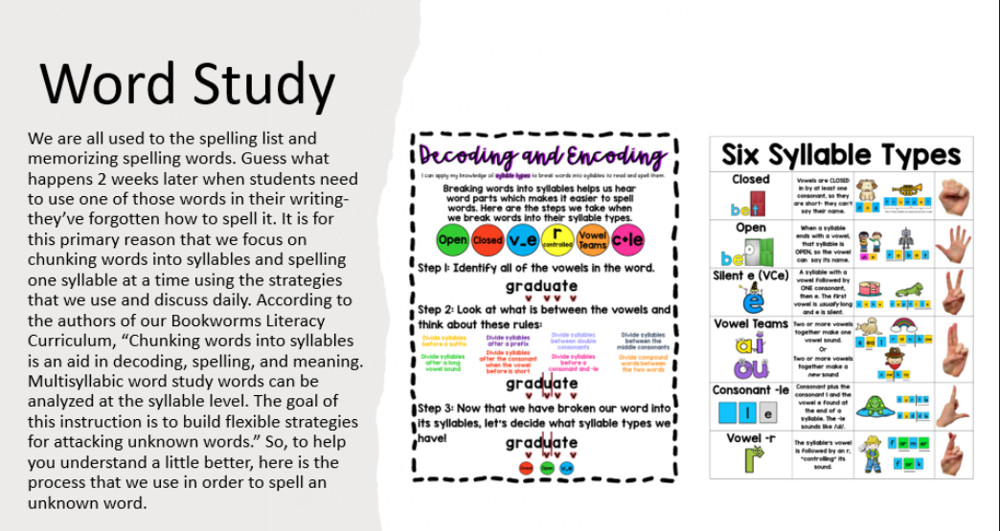 Word Study
We are all used to the spelling list and
memorizing spelling words. Guess what
happens 2 weeks later when students need
to use one of those words in their writing-
they've forgotten how to spell it. It is for
this primary reason that we focus on
chunking words into syllables and spelling
one syllable at a time using the strategies
that we use and discuss daily. According to
the authors of our Bookworms Literacy
Curriculum, “Chunking words into syllables
is an aid in decoding, spelling, and meaning.
Multisyllabic word study words can be
analyzed at the syllable level. The goal of
this instruction is to build flexible strategies
for attacking unknown words.” So, to help
you understand a little better, here is the
process that we use in order to spell an
unknown word.
Decoding and Encoding
I can apply my knowledge of syllable types to break words into syllables to read and spell them.
Breaking words into syllables helps us hear
word parts which makes it easier to spell
words. Here are the steps we take when
we break words into their syllable types.
Open Closed v_e r controlled Vowel Teams c+le
Step 1: Identify all of the vowels in the word.
graduate
Step 2: Look at what is between the vowels and
think about these rules:
Divide syllables before a suffix
Divide syllables after a prefix
Divide syllables between double consonants
Divide syllables between the middle consonants
Divide syllables after a long vowel sound
Divide syllables after the consonant when the vowel before is short
Divide syllables before a consonant and -le
Divide compound words between the two words
graduate
Step 3: Now that we have broken our word into
its syllables, let's decide what syllable types we
have!
graduate
Closed Open v_e
Six Syllable Types
Closed
bet
Vowels are CLOSED
in by at least one
consonant, so they
are short- they can't
say their name.
Open
be
When a syllable
ends with a vowel,
that syllable is
OPEN, so the vowel
can say its name.
robot
Silent e (VCe)
e
A syllable with a
vowel followed by
ONE consonant,
then e. The first
vowel is usually long
and e is silent.
Vowel Teams
ai
ou
Two or more vowels
together make one
vowel sound.
Or
Two or more vowels
together make a
new sound
Consonant -le
l e
Consonant plus the
consonant l and the
vowel e found at
the end of a
syllable. The -le
sounds like /ul/.
Vowel -r
r
The syllable's vowel
is followed by an r,
"controlling" its
sound.
farmer